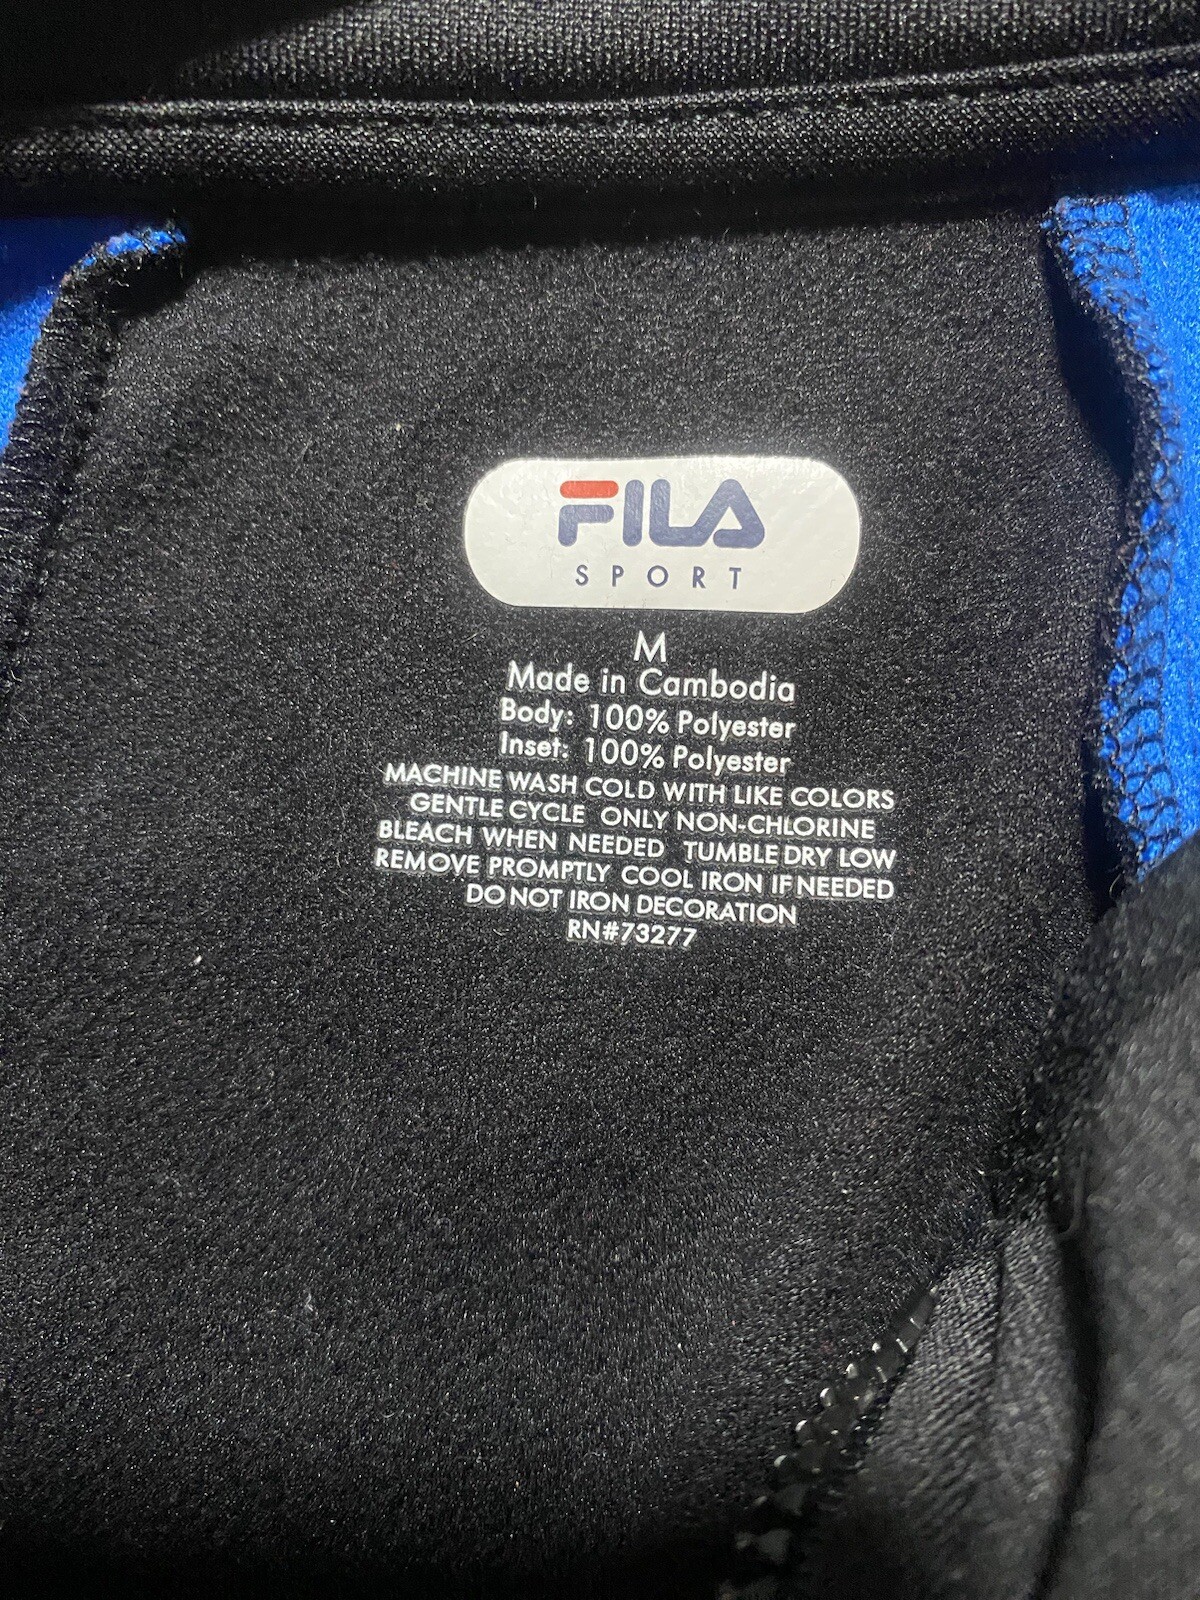 FILA
SPORT
M
Made in Cambodia
Body: 100% Polyester
Inset: 100% Polyester
MACHINE WASH COLD WITH LIKE COLORS
GENTLE CYCLE ONLY NON-CHLORINE
BLEACH WHEN NEEDED TUMBLE DRY LOW
REMOVE PROMPTLY COOL IRON IF NEEDED
DO NOT IRON DECORATION
RN#73277